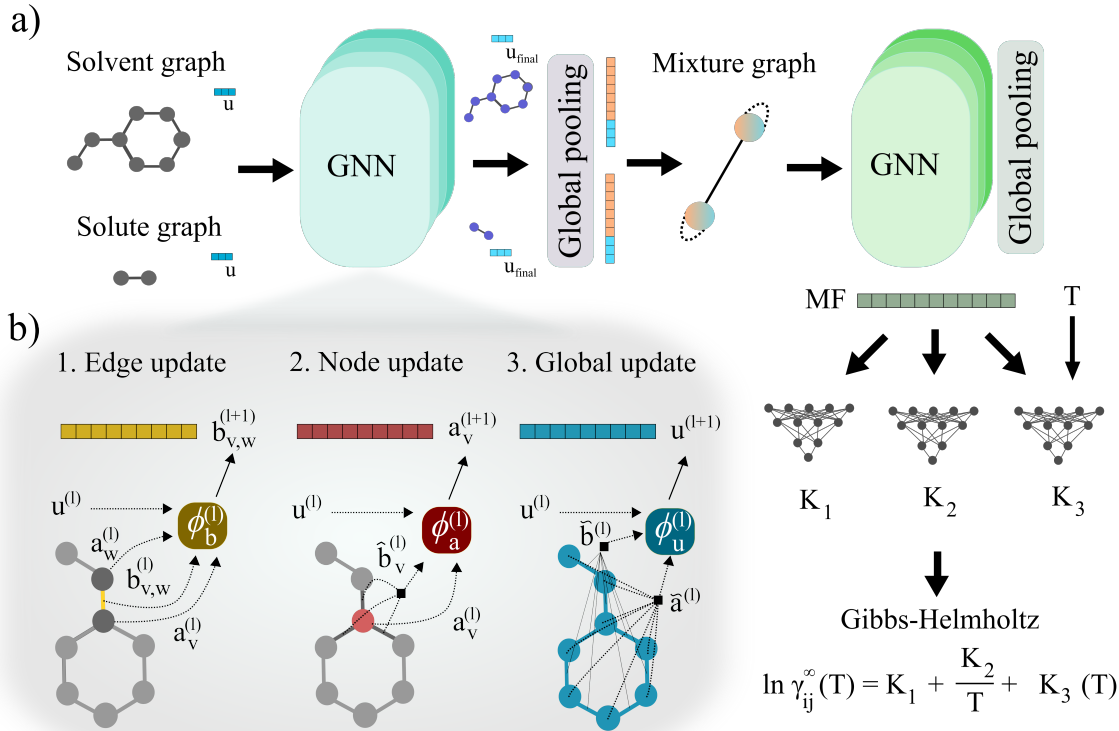 a)
Solvent graph
u
Solute graph
u
GNN
u_final
u_final
Global pooling
Mixture graph
GNN
Global pooling
MF
T
K_1
K_2
K_3
Gibbs-Helmholtz
ln γ_ij^∞(T) = K_1 + K_2/T + K_3 (T)
b)
1. Edge update
b_v,w^(l+1)
u^(l)
ϕ_b^(l)
a_w^(l)
b_v,w^(l)
a_v^(l)
2. Node update
a_v^(l+1)
u^(l)
ϕ_a^(l)
b̂_v^(l)
a_v^(l)
3. Global update
u^(l+1)
u^(l)
ϕ_u^(l)
b̃^(l)
ã^(l)